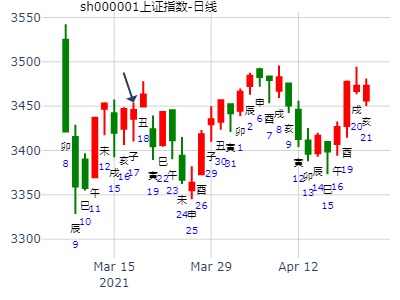 sh000001上证指数-日线
3550
3500
3450
3400
3350
3300
卯
8
辰
9
巳
10
午
11
未
12
戌
15
亥
16
子
17
丑
18
寅
19
巳
22
午
23
未
24
申
25
酉
26
子
29
丑
30
寅
31
卯
1
辰
2
申
6
酉
7
戌
8
亥
9
寅
12
卯
13
辰
14
巳
15
午
16
酉
19
戌
20
亥
21
Mar 15
2021
Mar 29
Apr 12